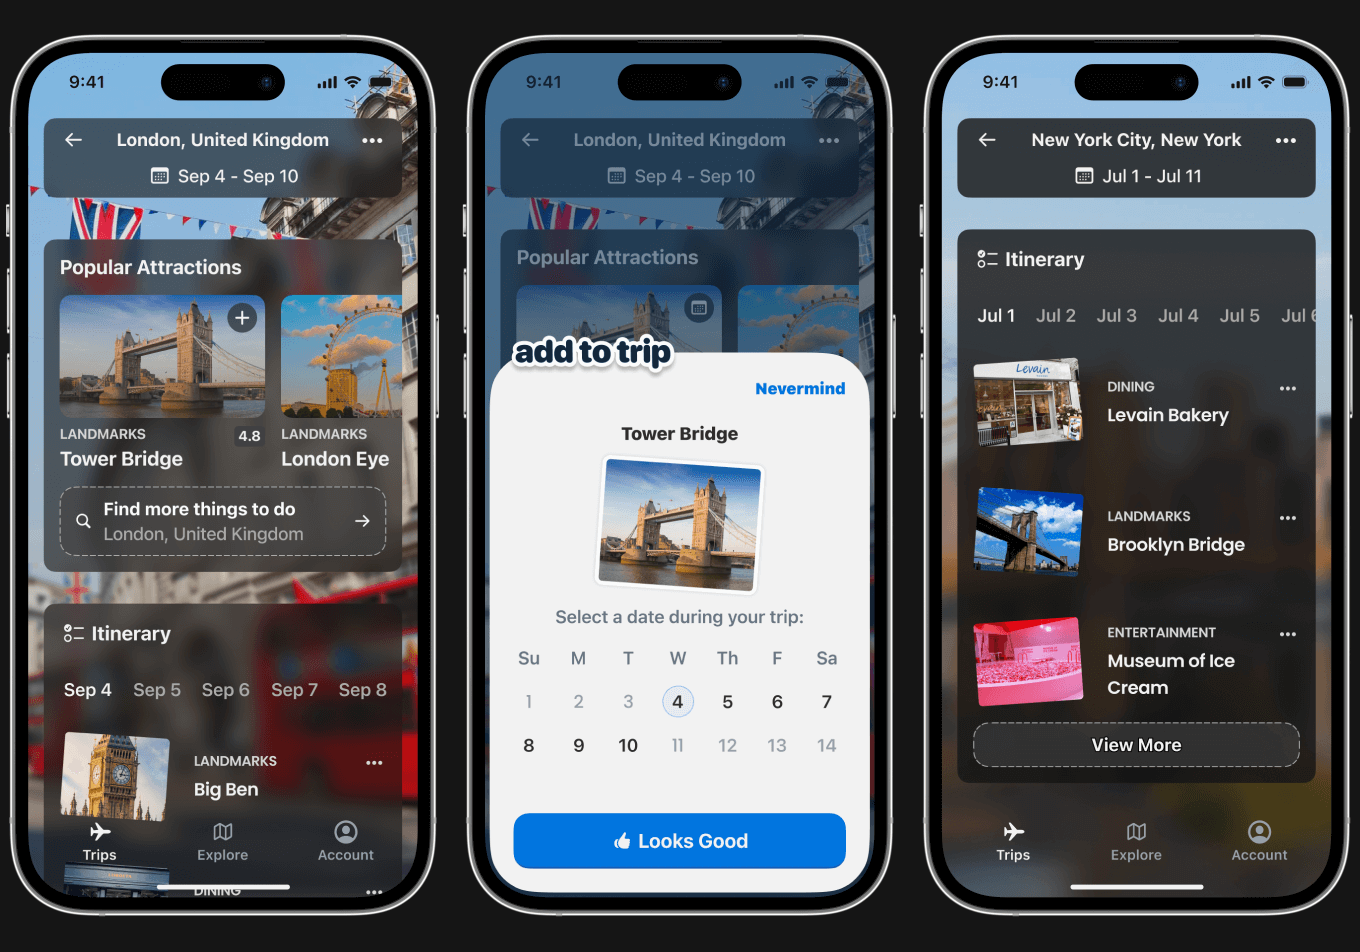 9:41
London, United Kingdom
Sep 4 - Sep 10
Popular Attractions
LANDMARKS
4.8
Tower Bridge
LANDMARKS
London Eye
Find more things to do
London, United Kingdom
Itinerary
Sep 4 Sep 5 Sep 6 Sep 7 Sep 8
LANDMARKS
Big Ben
DINING
Trips
Explore
Account
9:41
London, United Kingdom
Sep 4 - Sep 10
Popular Attractions
add to trip
Nevermind
Tower Bridge
Select a date during your trip:
Su M T W Th F Sa
1 2 3 4 5 6 7
8 9 10 11 12 13 14
Looks Good
9:41
New York City, New York
Jul 1 - Jul 11
Itinerary
Jul 1 Jul 2 Jul 3 Jul 4 Jul 5 Jul 6
Levain
DINING
Levain Bakery
LANDMARKS
Brooklyn Bridge
ENTERTAINMENT
Museum of Ice
Cream
View More
Trips
Explore
Account